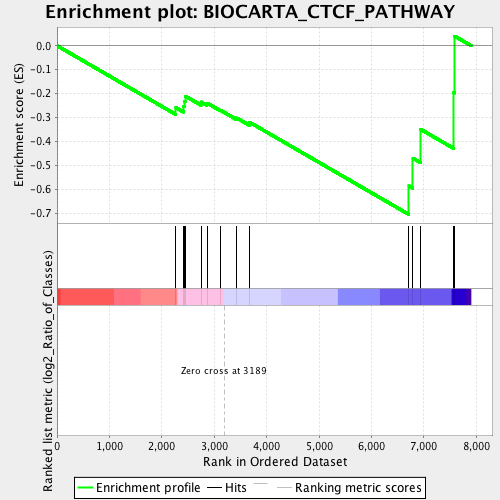 Enrichment plot: BIOCARTA_CTCF_PATHWAY
Enrichment score (ES)
0.0
-0.1
-0.2
-0.3
-0.4
-0.5
-0.6
-0.7
Ranked list metric (log2_Ratio_of_Classes)
Zero cross at 3189
0 1,000 2,000 3,000 4,000 5,000 6,000 7,000 8,000
Rank in Ordered Dataset
Enrichment profile Hits Ranking metric scores